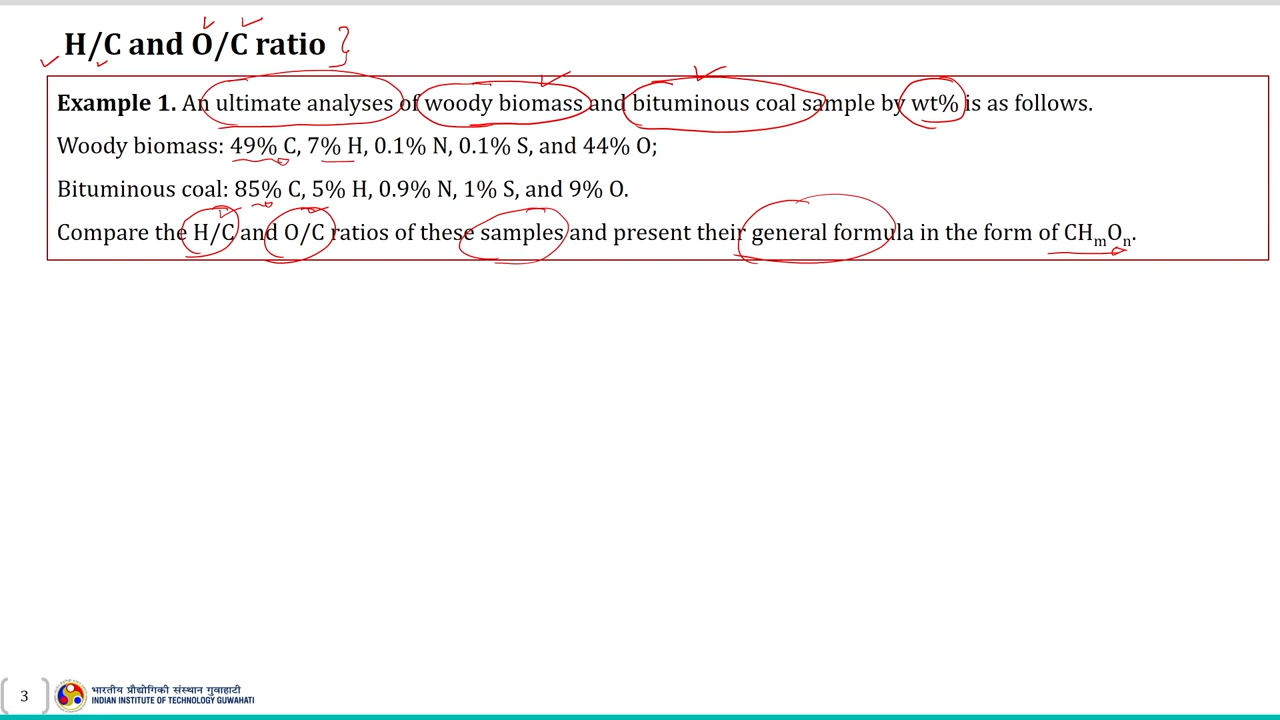 H/C and O/C ratio
Example 1. An ultimate analyses of woody biomass and bituminous coal sample by wt% is as follows.
Woody biomass: 49% C, 7% H, 0.1% N, 0.1% S, and 44% O;
Bituminous coal: 85% C, 5% H, 0.9% N, 1% S, and 9% O.
Compare the H/C and O/C ratios of these samples and present their general formula in the form of CHmOn.
3
भारतीय प्रौद्योगिकी संस्थान गुवाहाटी
INDIAN INSTITUTE OF TECHNOLOGY GUWAHATI